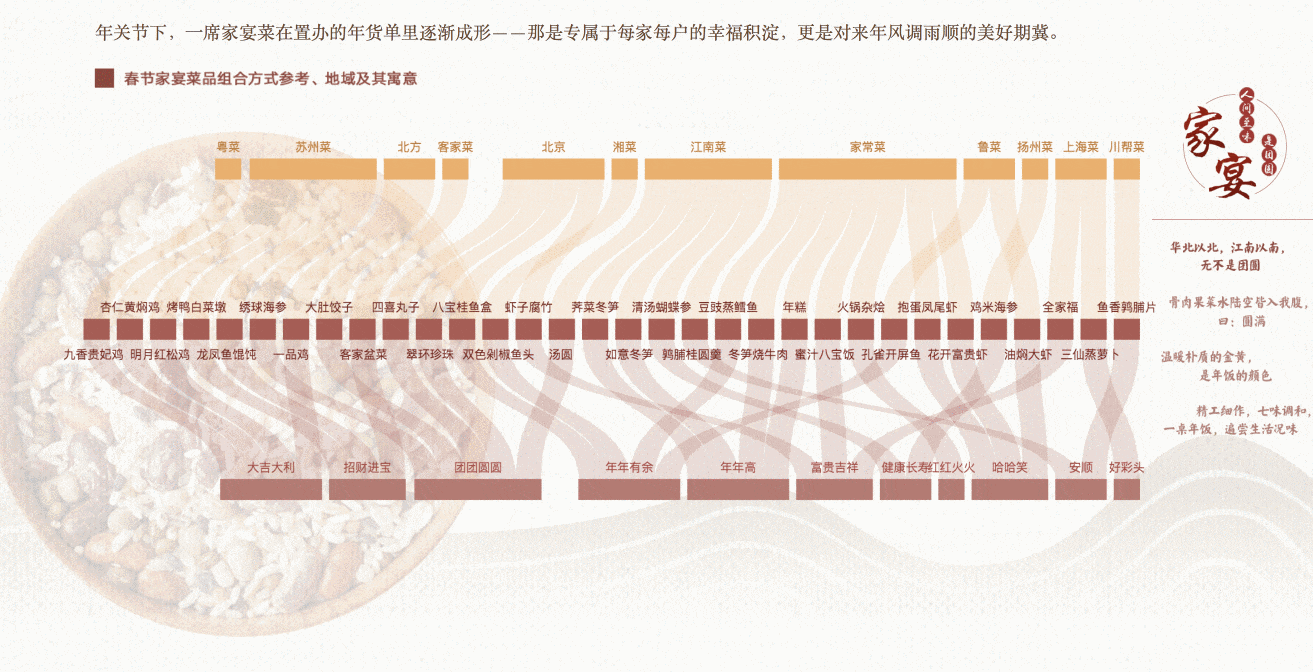 年关节下，一席家宴菜在置办的年货单里逐渐成形——那是专属于每家每户的幸福积淀，更是对来年风调雨顺的美好期冀。
春节家宴菜品组合方式参考、地域及其寓意
粤菜 苏州菜 北方 客家菜 北京 湘菜 江南菜 家常菜 鲁菜 扬州菜 上海菜 川帮菜
杏仁黄焖鸡 烤鸭白菜墩 绣球海参 大肚饺子 四喜丸子 八宝桂鱼盒 虾子腐竹 荠菜冬笋 清汤蝴蝶参 豆豉蒸鳕鱼 年糕 火锅杂烩 抱蛋凤尾虾 鸡米海参 全家福 鱼香鹑脯片
九香贵妃鸡 明月红松鸡 龙凤鱼馄饨 一品鸡 客家盆菜 翠环珍珠 双色剁椒鱼头 汤圆 如意冬笋 鹑脯桂圆羹 冬笋烧牛肉 蜜汁八宝饭 孔雀开屏鱼 花开富贵虾 油焖大虾 三仙蒸萝卜
大吉大利 招财进宝 团团圆圆 年年有余 年年高 富贵吉祥 健康长寿 红红火火 哈哈笑 安顺 好彩头
家宴
人间至味
是团圆
华北以北，江南以南，
无不是团圆
骨肉果菜水陆空皆入我腹，
曰：圆满
温暖朴质的金黄，
是年饭的颜色
精工细作，七味调和，
一桌年饭，遍尝生活况味